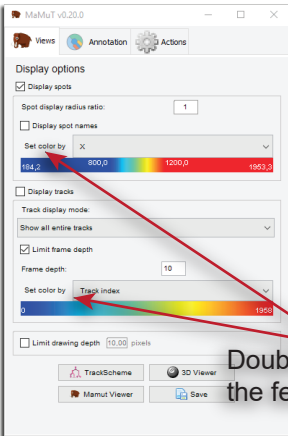 MaMuT v0.20.0
Views Annotation Actions
Display options
Display spots
Spot display radius ratio: 1
Display spot names
Set color by X
184,2 800,0 1200,0 1953,3
Display tracks
Track display mode:
Show all entire tracks
Limit frame depth
Frame depth: 10
Set color by Track index
0 1958
Limit drawing depth 10,00 pixels
TrackScheme 3D Viewer
Mamut Viewer Save
Doub
the fe